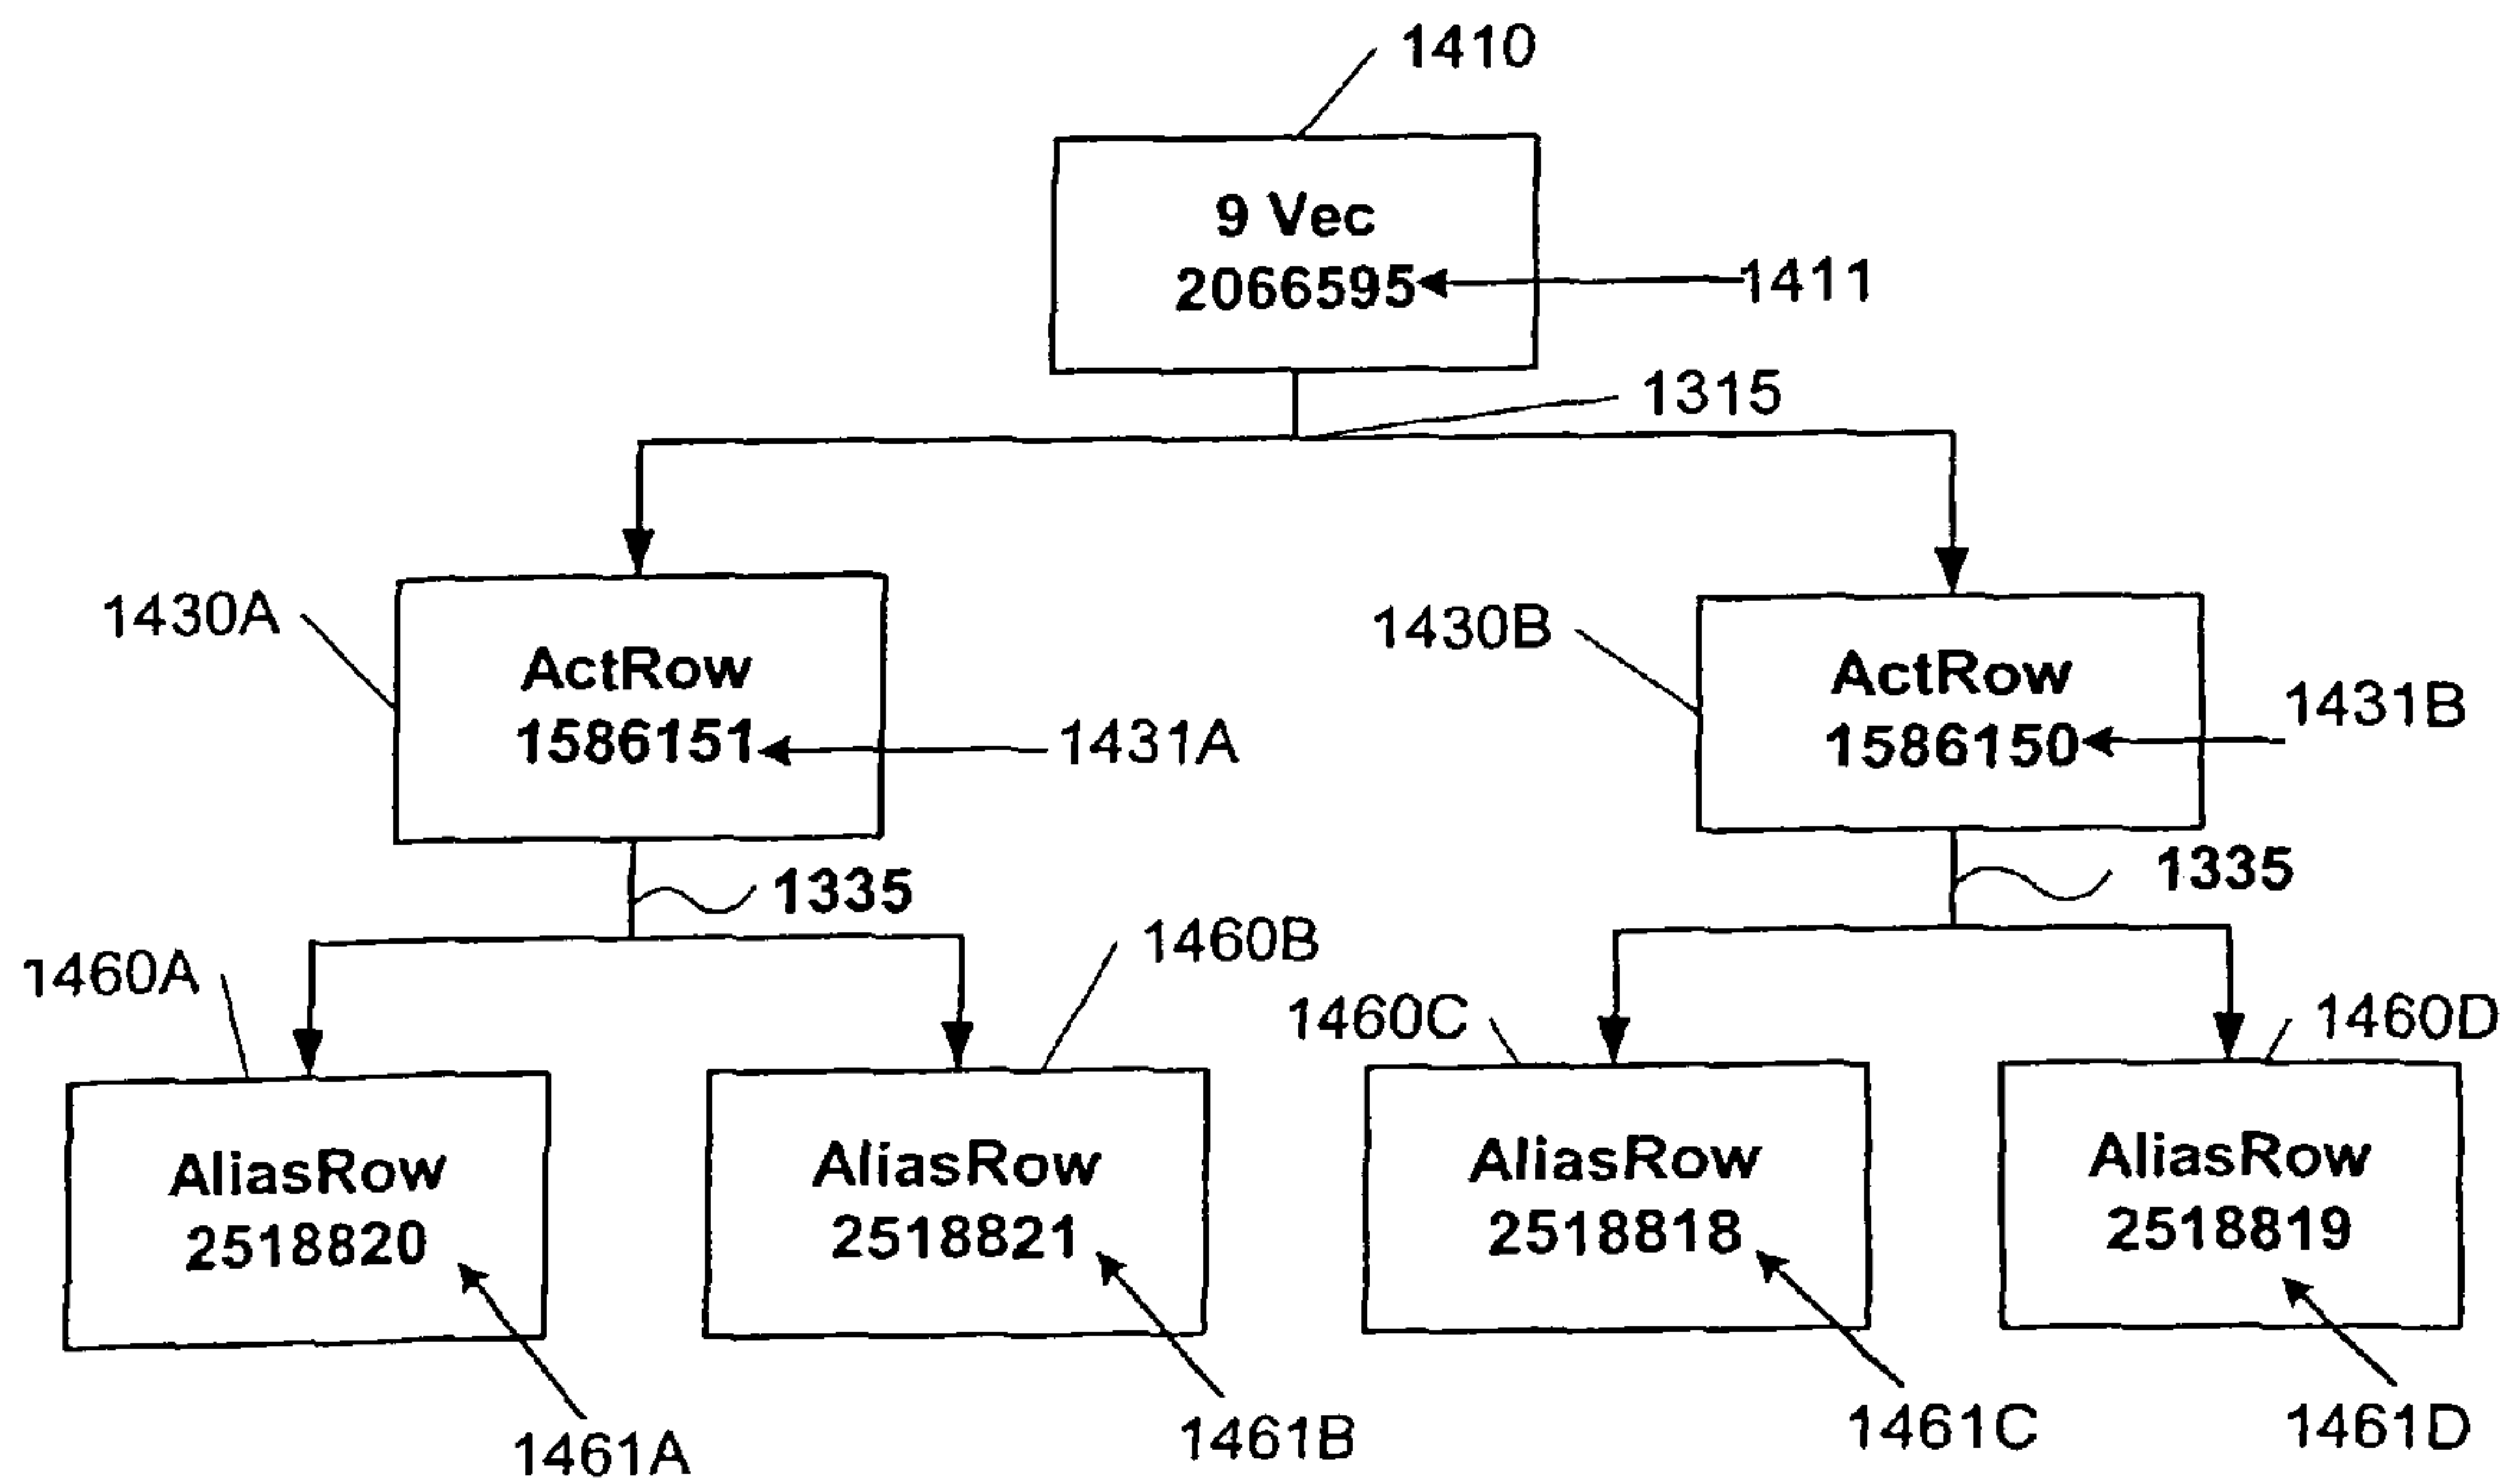 1410
9 Vec
2066595
1411
1315
1430A
ActRow
1586151
1431A
1430B
ActRow
1586150
1431B
1335
1335
1460A
1460B
1460C
1460D
AliasRow
2518820
AliasRow
2518821
AliasRow
2518818
AliasRow
2518819
1461A
1461B
1461C
1461D